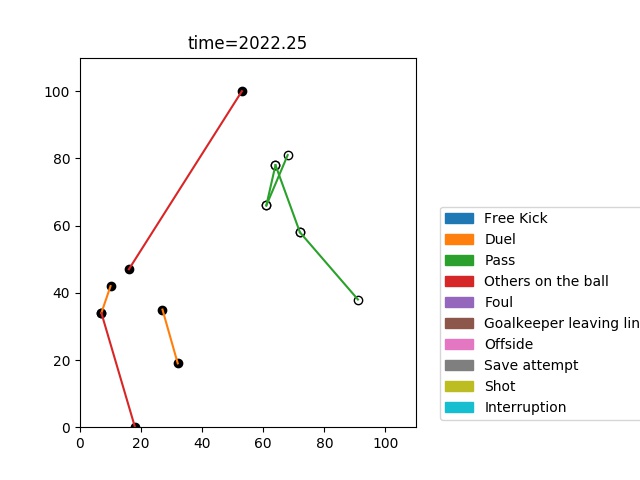 time=2022.25
100
80
60
40
20
0
0 20 40 60 80 100
Free Kick
Duel
Pass
Others on the ball
Foul
Goalkeeper leaving lin
Offside
Save attempt
Shot
Interruption